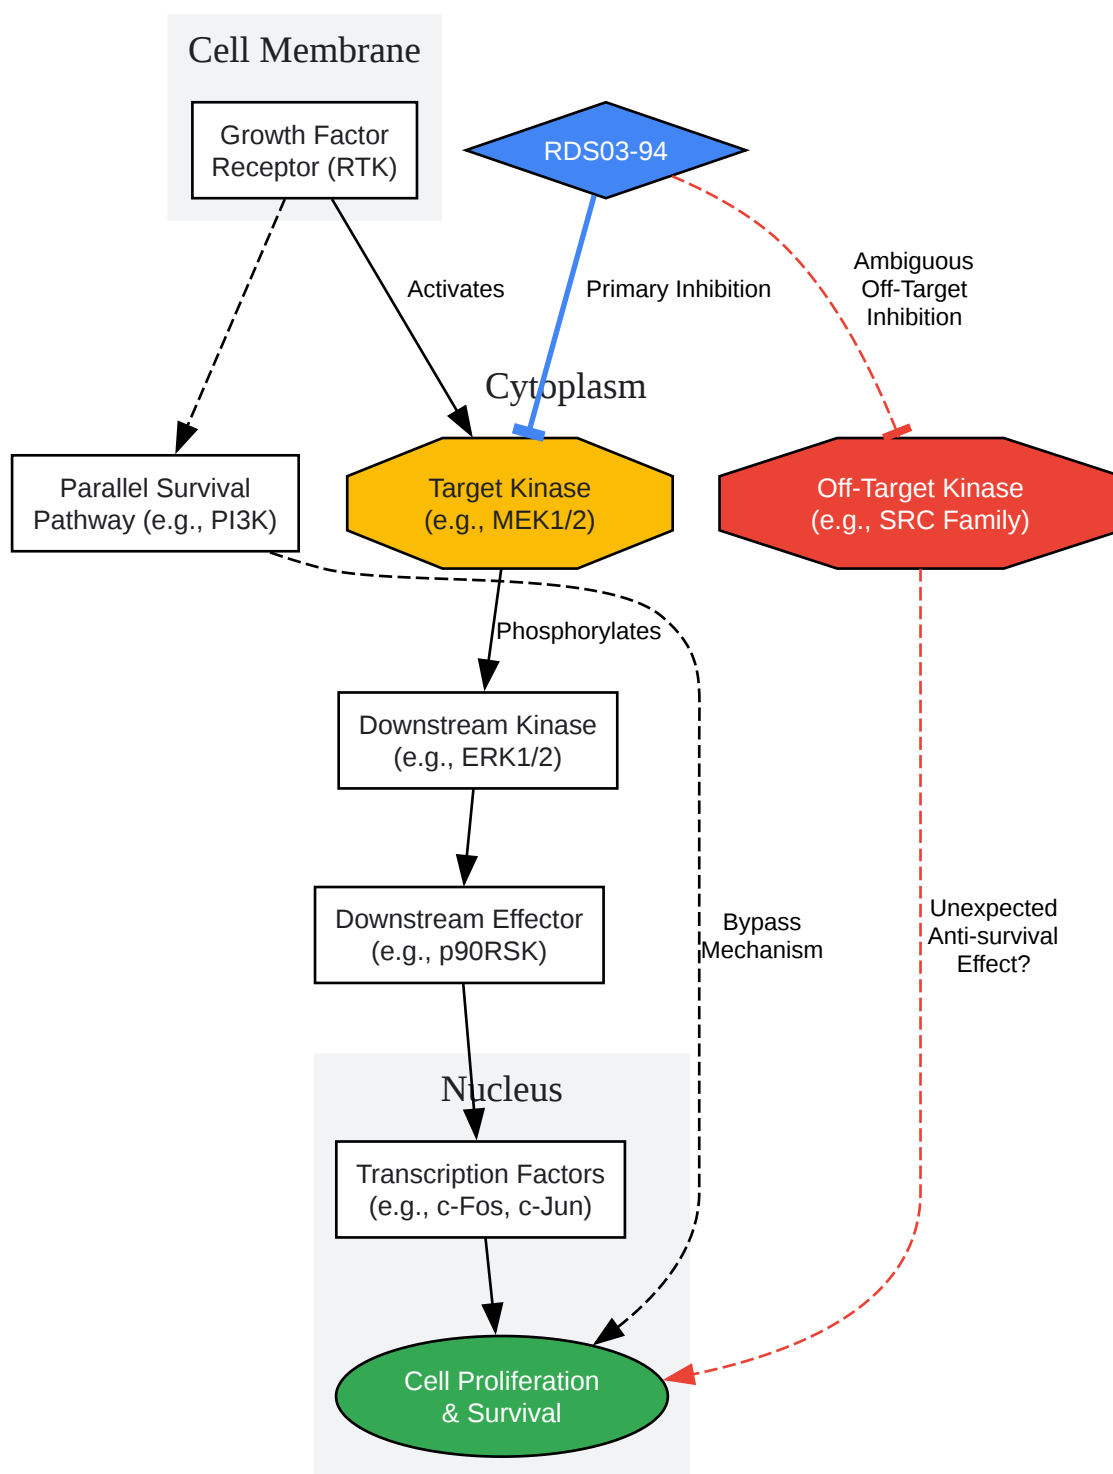 Cell Membrane
Growth Factor
Receptor (RTK)
RDS03-94
Activates
Primary Inhibition
Ambiguous
Off-Target
Inhibition
Cytoplasm
Parallel Survival
Pathway (e.g., PI3K)
Target Kinase
(e.g., MEK1/2)
Off-Target Kinase
(e.g., SRC Family)
Phosphorylates
Downstream Kinase
(e.g., ERK1/2)
Downstream Effector
(e.g., p90RSK)
Bypass
Mechanism
Unexpected
Anti-survival
Effect?
Nucleus
Transcription Factors
(e.g., c-Fos, c-Jun)
Cell Proliferation
& Survival